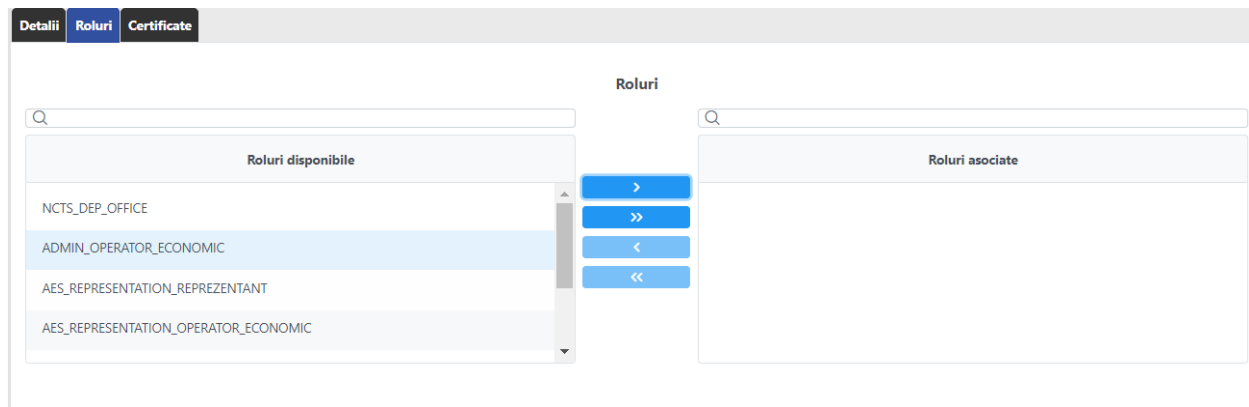 Detalii Roluri Certificate
Roluri
Roluri disponibile
Roluri asociate
NCTS_DEP_OFFICE
ADMIN_OPERATOR_ECONOMIC
AES_REPRESENTATION_REPREZENTANT
AES_REPRESENTATION_OPERATOR_ECONOMIC